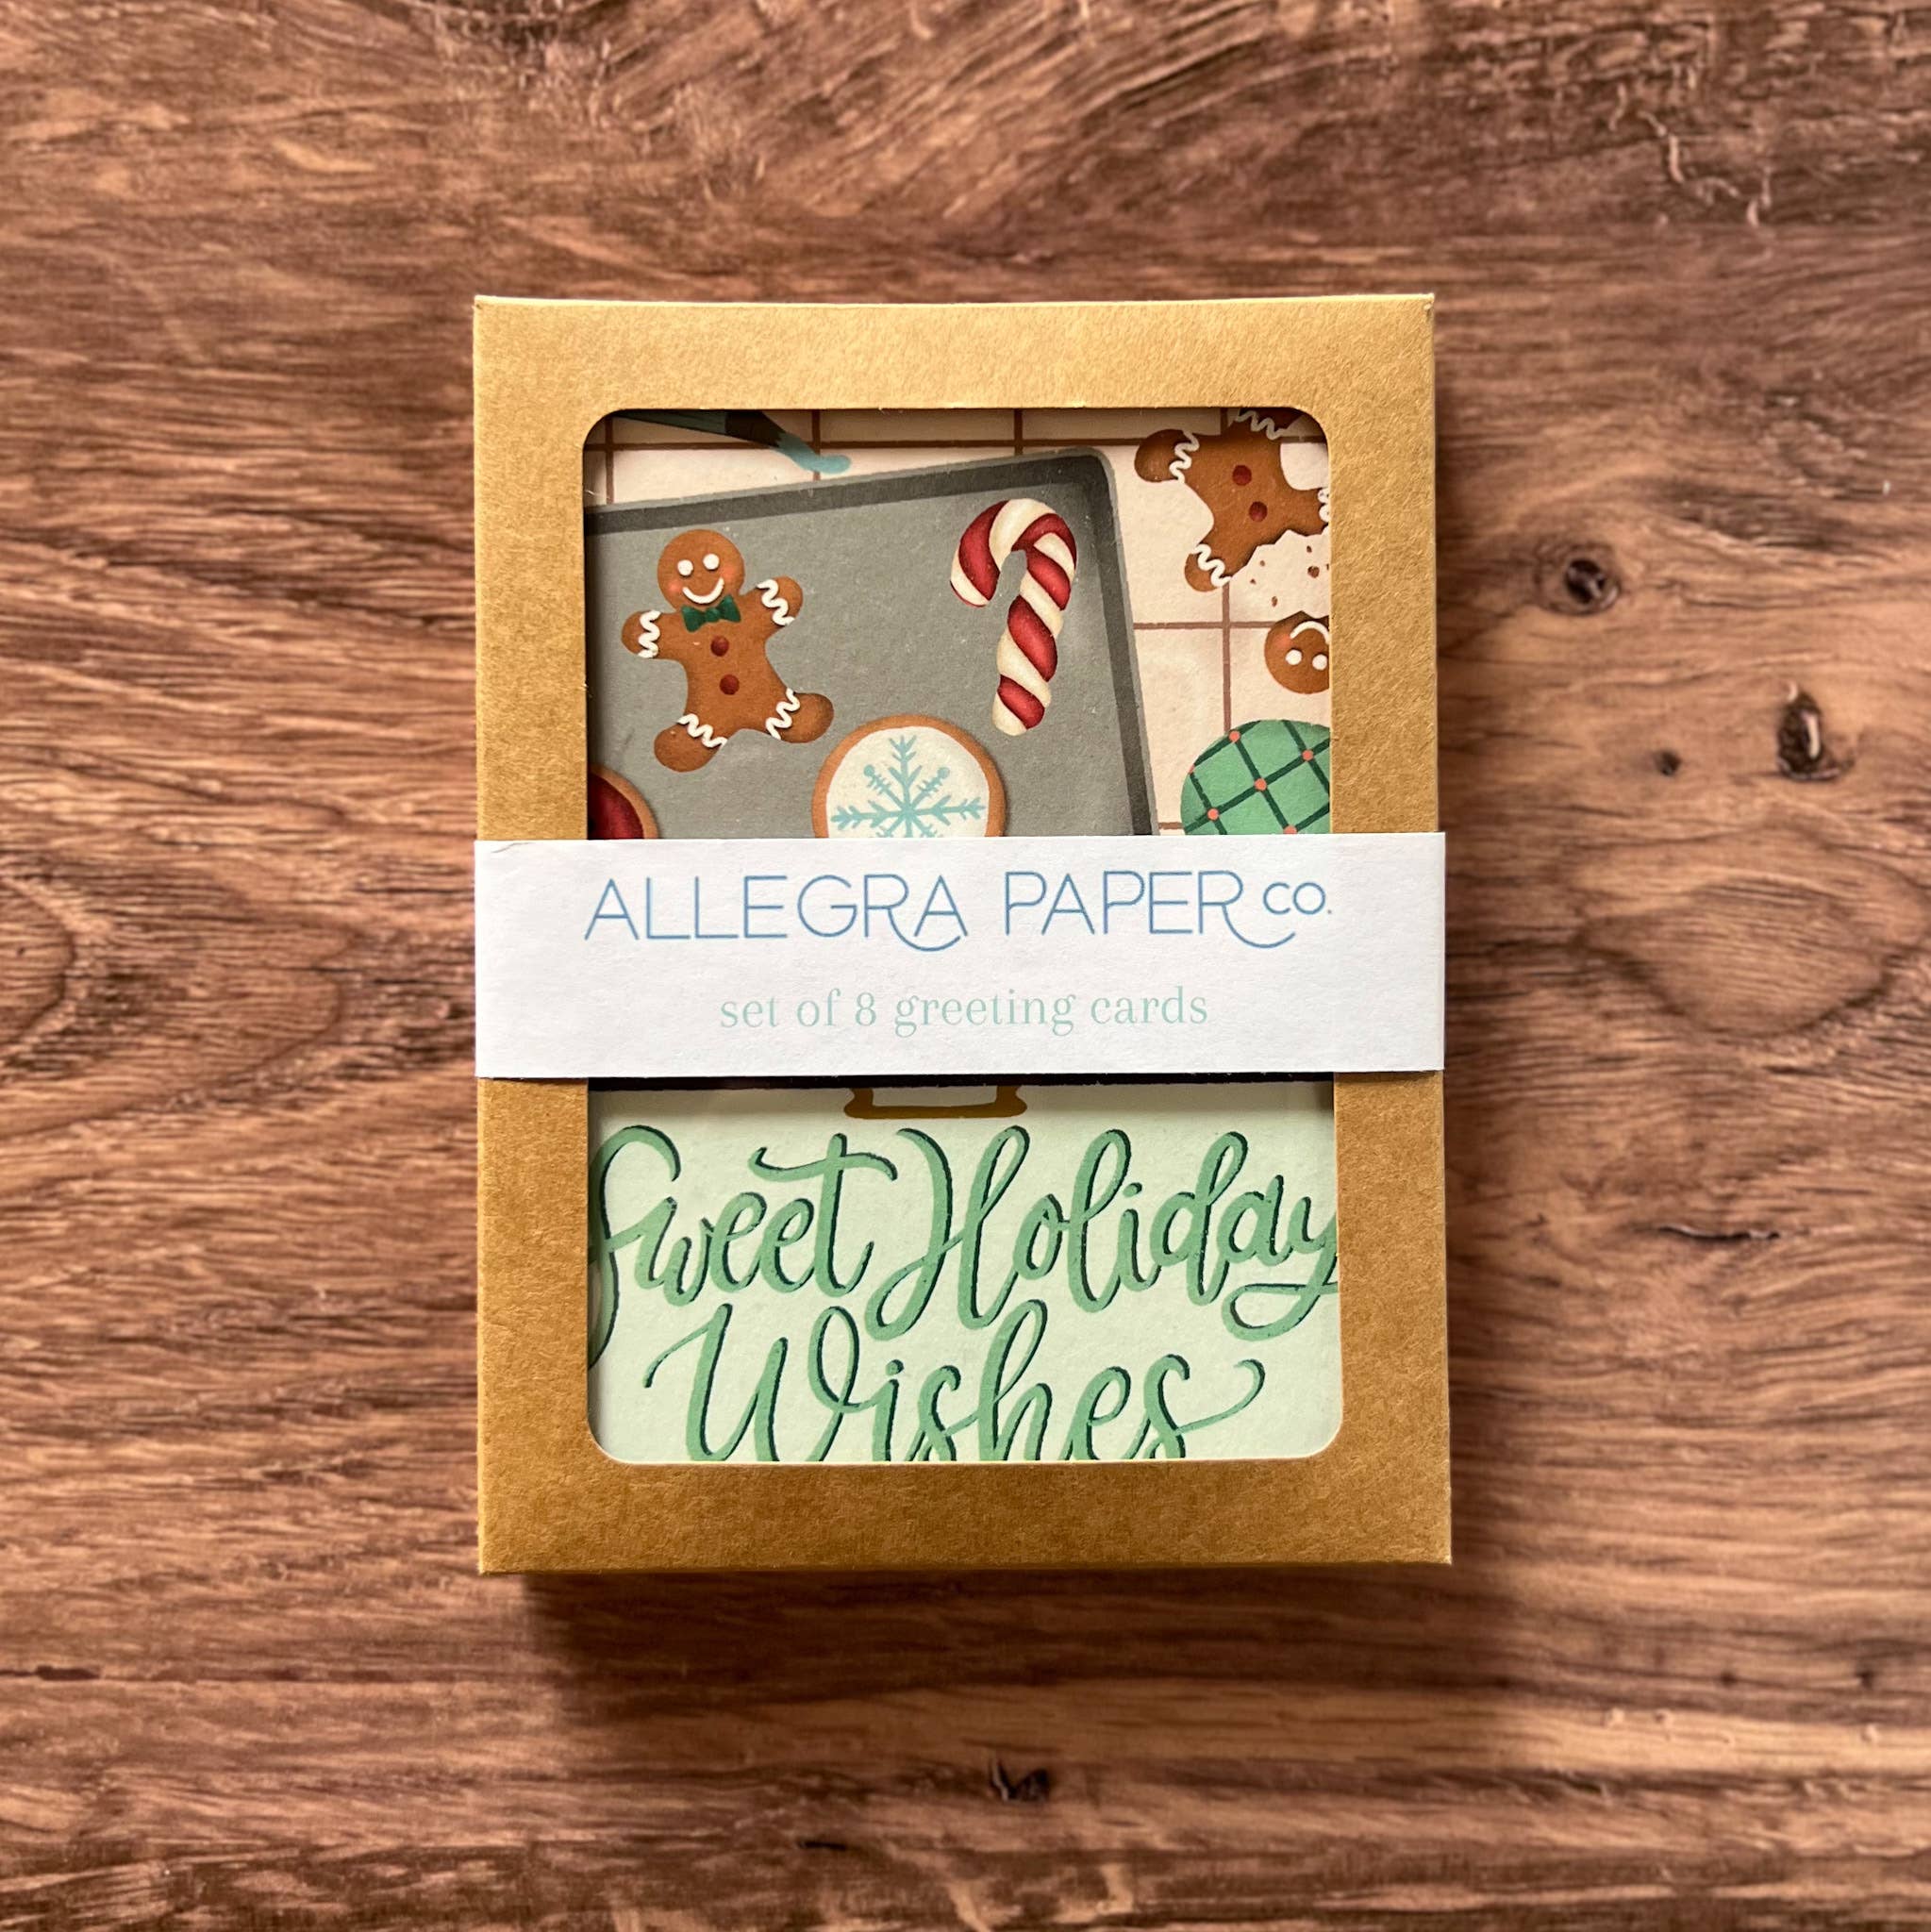 ALLEGRA PAPER CO.
set of 8 greeting cards
Sweet Holiday
Wishes